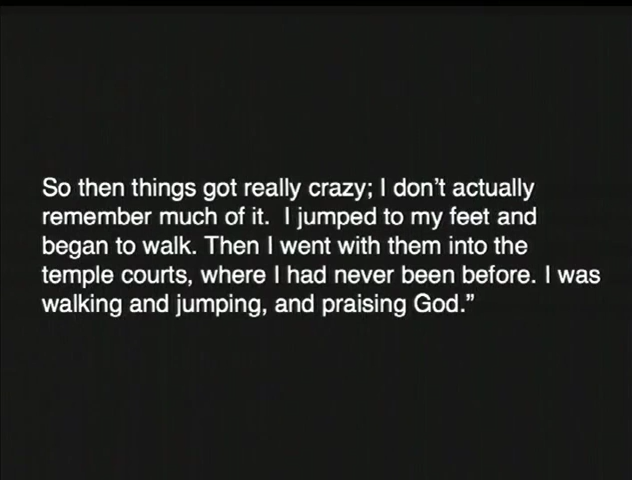 So then things got really crazy; I don’t actually
remember much of it.  I jumped to my feet and
began to walk. Then I went with them into the
temple courts, where I had never been before. I was
walking and jumping, and praising God.”